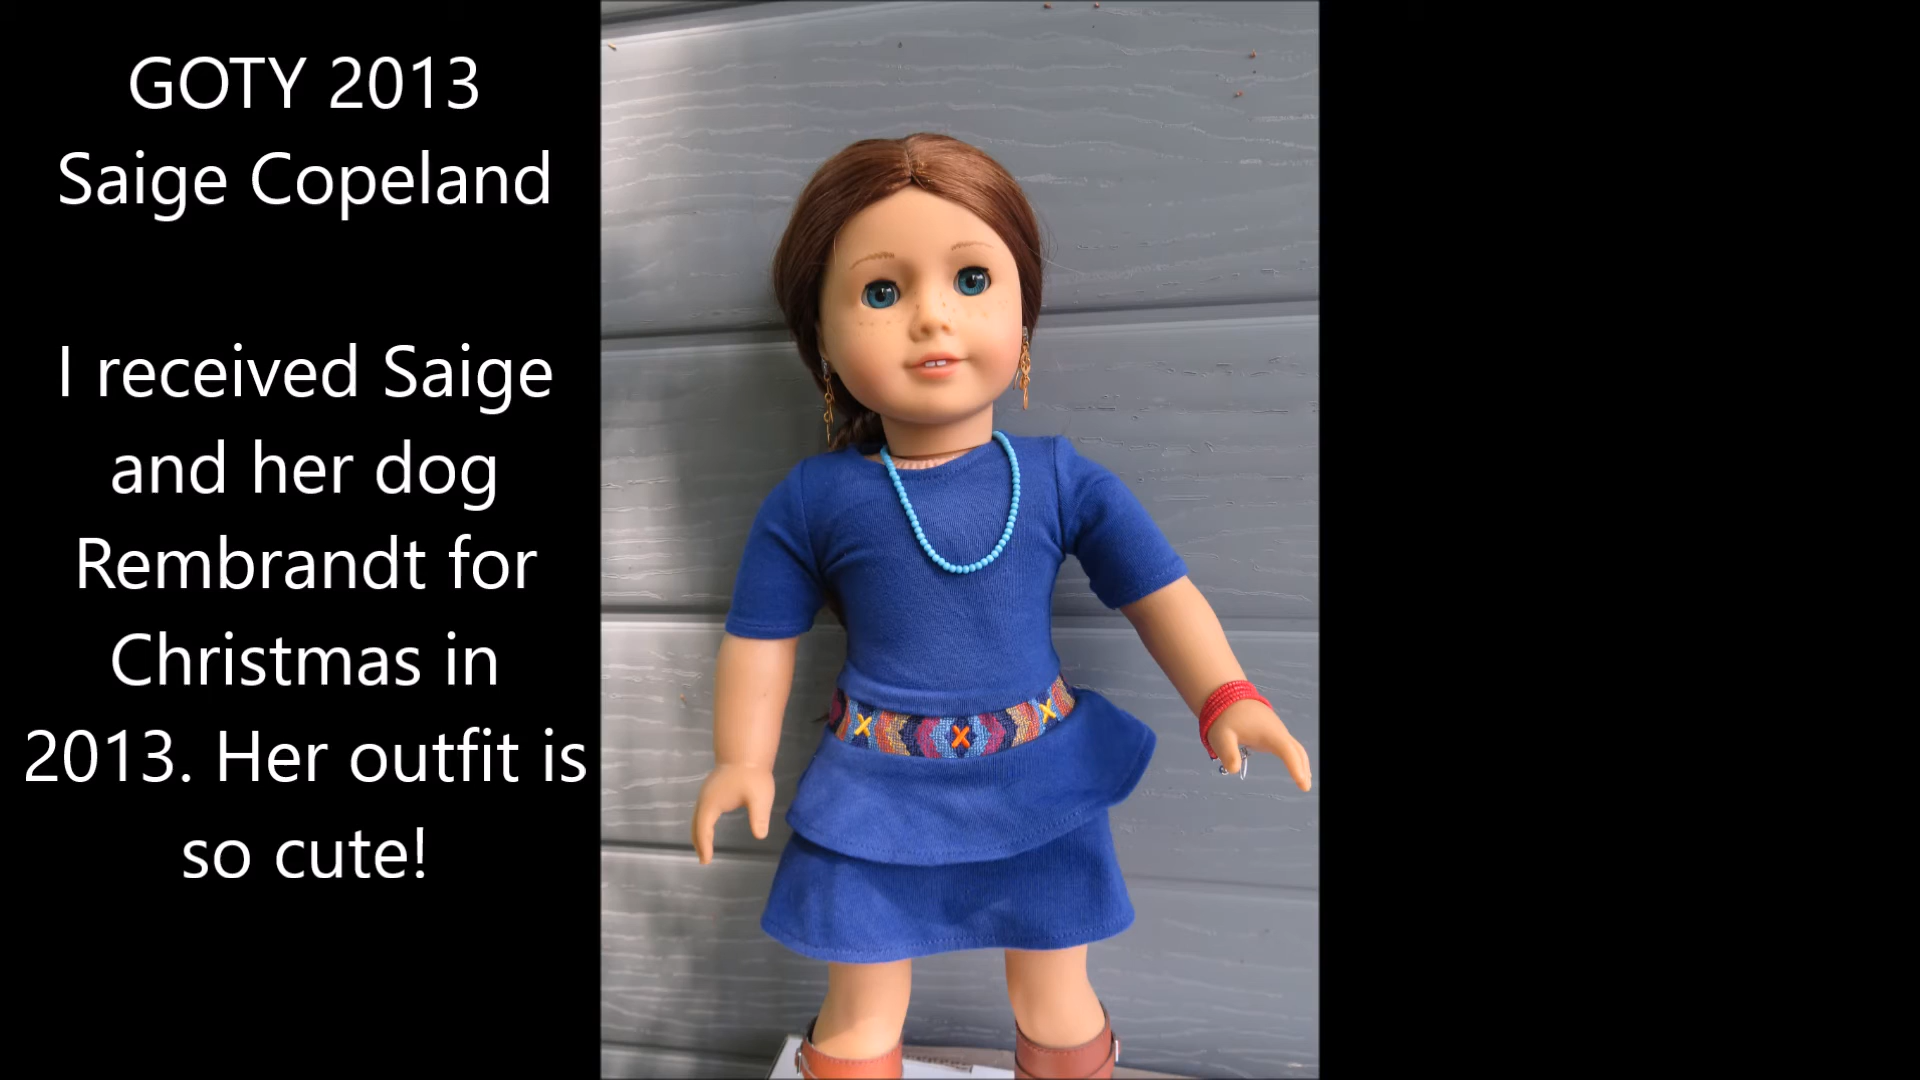 GOTY 2013
Saige Copeland
I received Saige
and her dog
Rembrandt for
Christmas in
2013. Her outfit is
so cute!